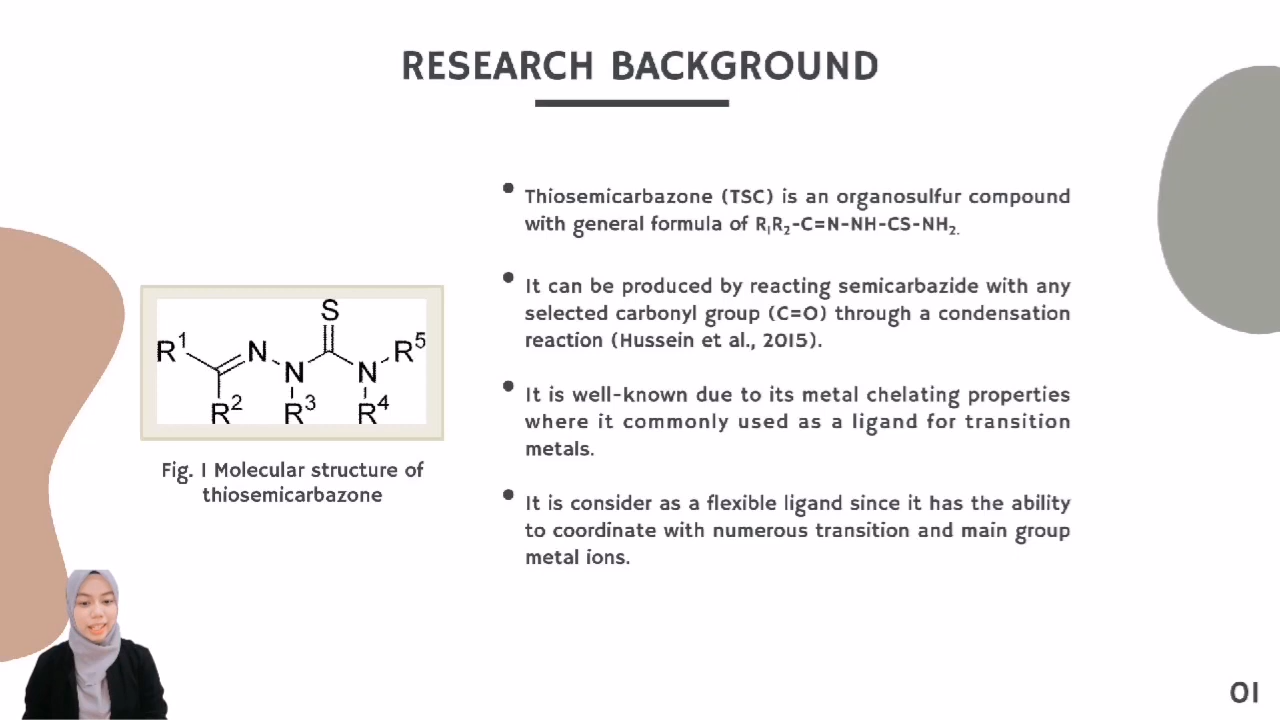 RESEARCH BACKGROUND
• Thiosemicarbazone (TSC) is an organosulfur compound
with general formula of R₁R₂-C=N-NH-CS-NH₂.
• It can be produced by reacting semicarbazide with any
selected carbonyl group (C=O) through a condensation
reaction (Hussein et al., 2015).
• It is well-known due to its metal chelating properties
where it commonly used as a ligand for transition
metals.
• It is consider as a flexible ligand since it has the ability
to coordinate with numerous transition and main group
metal ions.
S
R¹ N N R⁵
N
R² R³ R⁴
Fig. 1 Molecular structure of
thiosemicarbazone
01